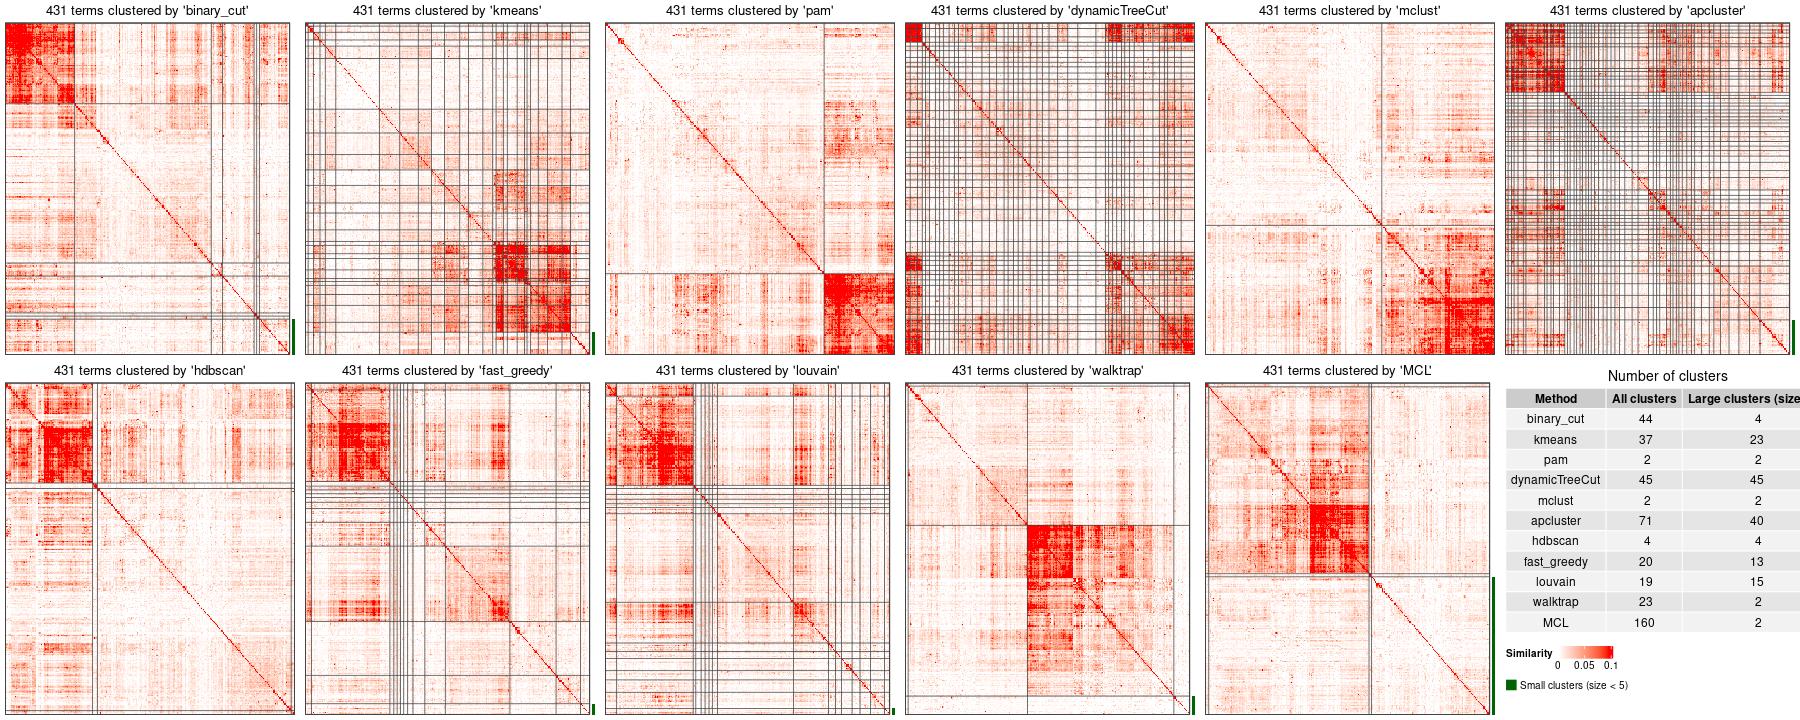 431 terms clustered by 'binary_cut'
431 terms clustered by 'kmeans'
431 terms clustered by 'pam'
431 terms clustered by 'dynamicTreeCut'
431 terms clustered by 'mclust'
431 terms clustered by 'apcluster'
431 terms clustered by 'hdbscan'
431 terms clustered by 'fast_greedy'
431 terms clustered by 'louvain'
431 terms clustered by 'walktrap'
431 terms clustered by 'MCL'
Number of clusters
Method All clusters Large clusters (size
binary_cut 44 4
kmeans 37 23
pam 2 2
dynamicTreeCut 45 45
mclust 2 2
apcluster 71 40
hdbscan 4 4
fast_greedy 20 13
louvain 19 15
walktrap 23 2
MCL 160 2
Similarity
0 0.05 0.1
Small clusters (size < 5)